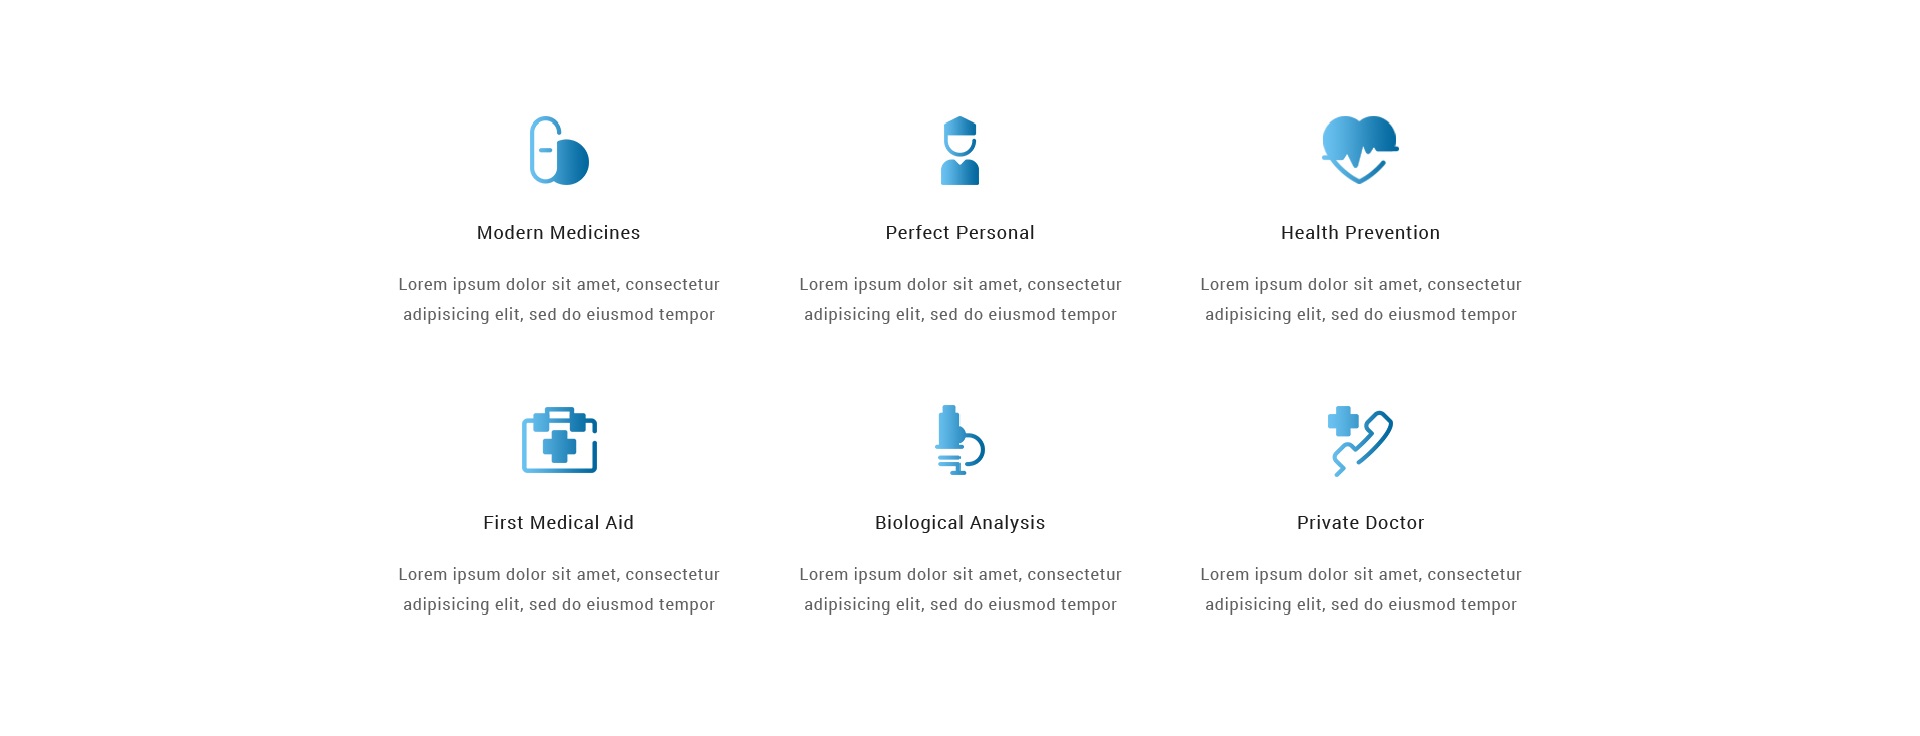 Modern Medicines
Lorem ipsum dolor sit amet, consectetur
adipisicing elit, sed do eiusmod tempor
Perfect Personal
Lorem ipsum dolor sit amet, consectetur
adipisicing elit, sed do eiusmod tempor
Health Prevention
Lorem ipsum dolor sit amet, consectetur
adipisicing elit, sed do eiusmod tempor
First Medical Aid
Lorem ipsum dolor sit amet, consectetur
adipisicing elit, sed do eiusmod tempor
Biological Analysis
Lorem ipsum dolor sit amet, consectetur
adipisicing elit, sed do eiusmod tempor
Private Doctor
Lorem ipsum dolor sit amet, consectetur
adipisicing elit, sed do eiusmod tempor